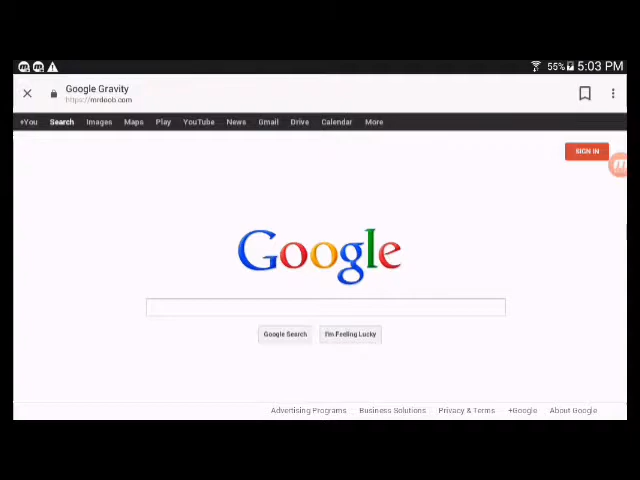 55% 5:03 PM
Google Gravity
https://mrdoob.com
+You Search Images Maps Play YouTube News Gmail Drive Calendar More
SIGN IN
Google
Google Search I'm Feeling Lucky
Advertising Programs Business Solutions Privacy & Terms +Google About Google